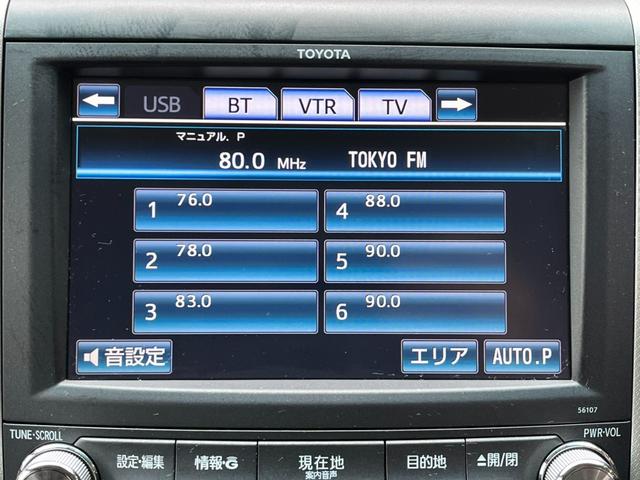 TOYOTA
USB BT VTR TV
マニュアル. P
80.0 MHz TOKYO FM
1 76.0 4 88.0
2 78.0 5 90.0
3 83.0 6 90.0
音設定 エリア AUTO.P
56107
TUNE·SCROLL PWR·VOL
設定·編集 情報·G 現在地 目的地 ≜開/閉
案内音声